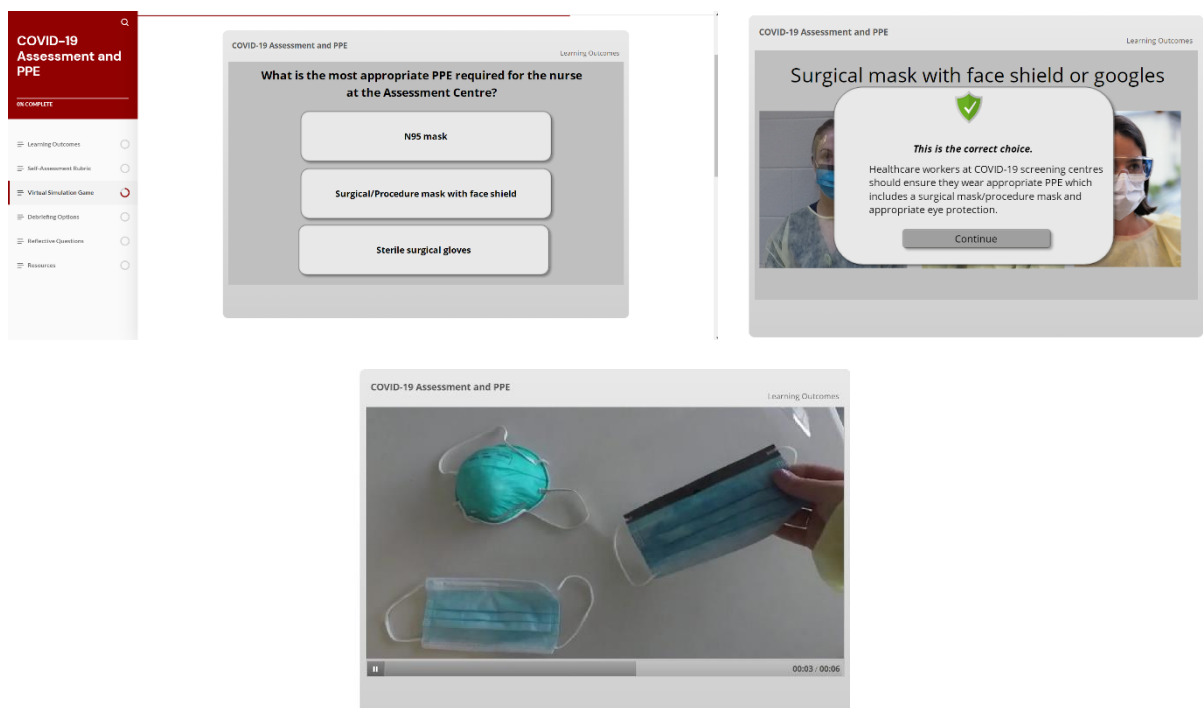 COVID-19
Assessment and
PPE
0% COMPLETE
Learning Outcomes
Self-Assessment Rubric
Virtual Simulation Game
Debriefing Options
Reflective Questions
Resources
COVID-19 Assessment and PPE
Learning Outcomes
What is the most appropriate PPE required for the nurse
at the Assessment Centre?
N95 mask
Surgical/Procedure mask with face shield
Sterile surgical gloves
COVID-19 Assessment and PPE
Learning Outcomes
Surgical mask with face shield or googles
This is the correct choice.
Healthcare workers at COVID-19 screening centres
should ensure they wear appropriate PPE which
includes a surgical mask/procedure mask and
appropriate eye protection.
Continue
COVID-19 Assessment and PPE
Learning Outcomes
00:03 / 00:06